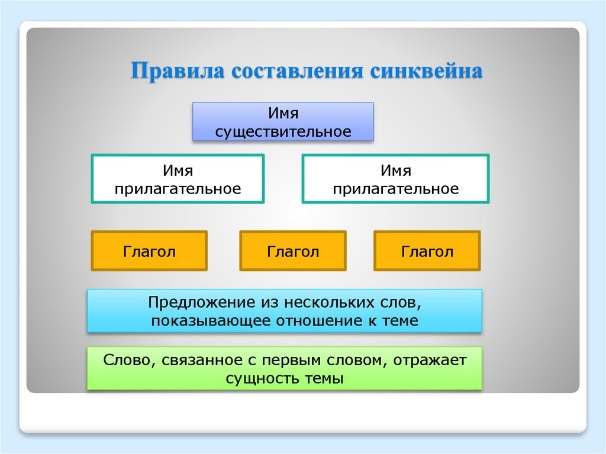 Правила составления синквейна
Имя
существительное
Имя
прилагательное
Имя
прилагательное
Глагол
Глагол
Глагол
Предложение из нескольких слов,
показывающее отношение к теме
Слово, связанное с первым словом, отражает
сущность темы